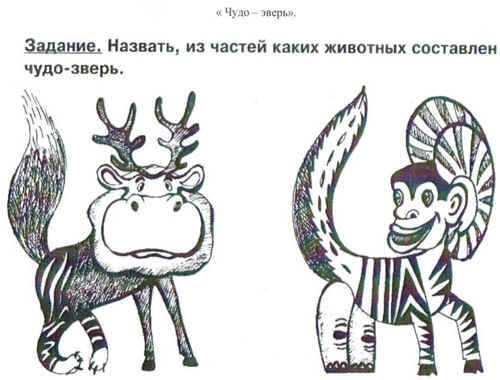 « Чудо – зверь».
Задание. Назвать, из частей каких животных составлен
чудо-зверь.